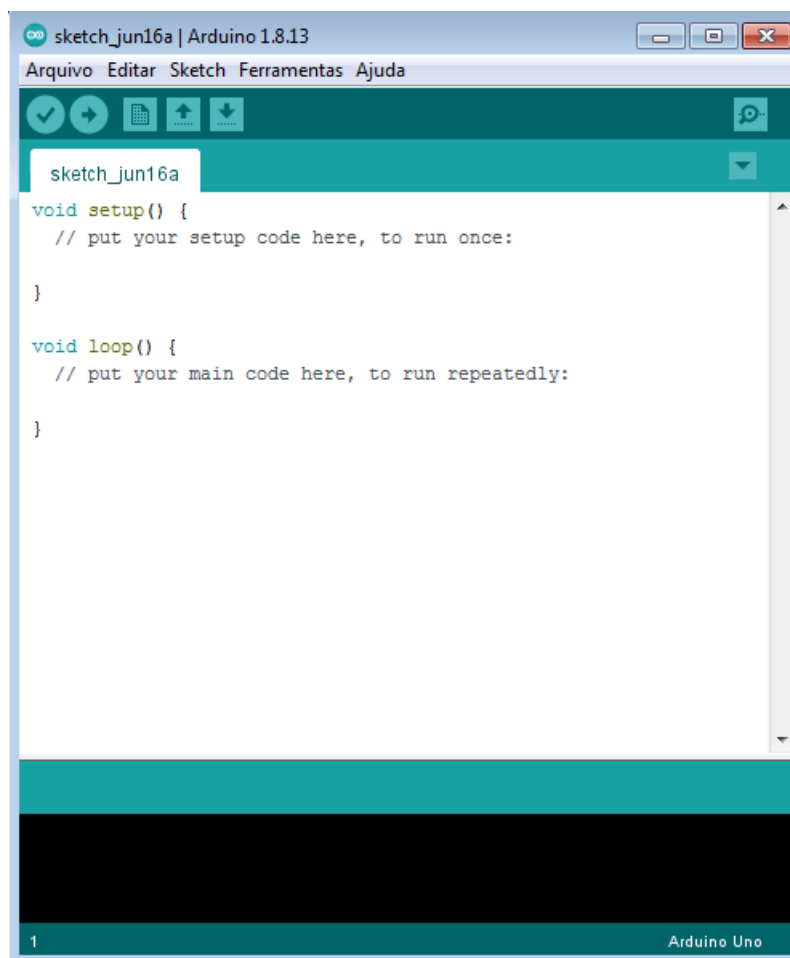 sketch_jun16a | Arduino 1.8.13
Arquivo Editar Sketch Ferramentas Ajuda
sketch_jun16a
void setup() {
  // put your setup code here, to run once:
}
void loop() {
  // put your main code here, to run repeatedly:
}
1
Arduino Uno